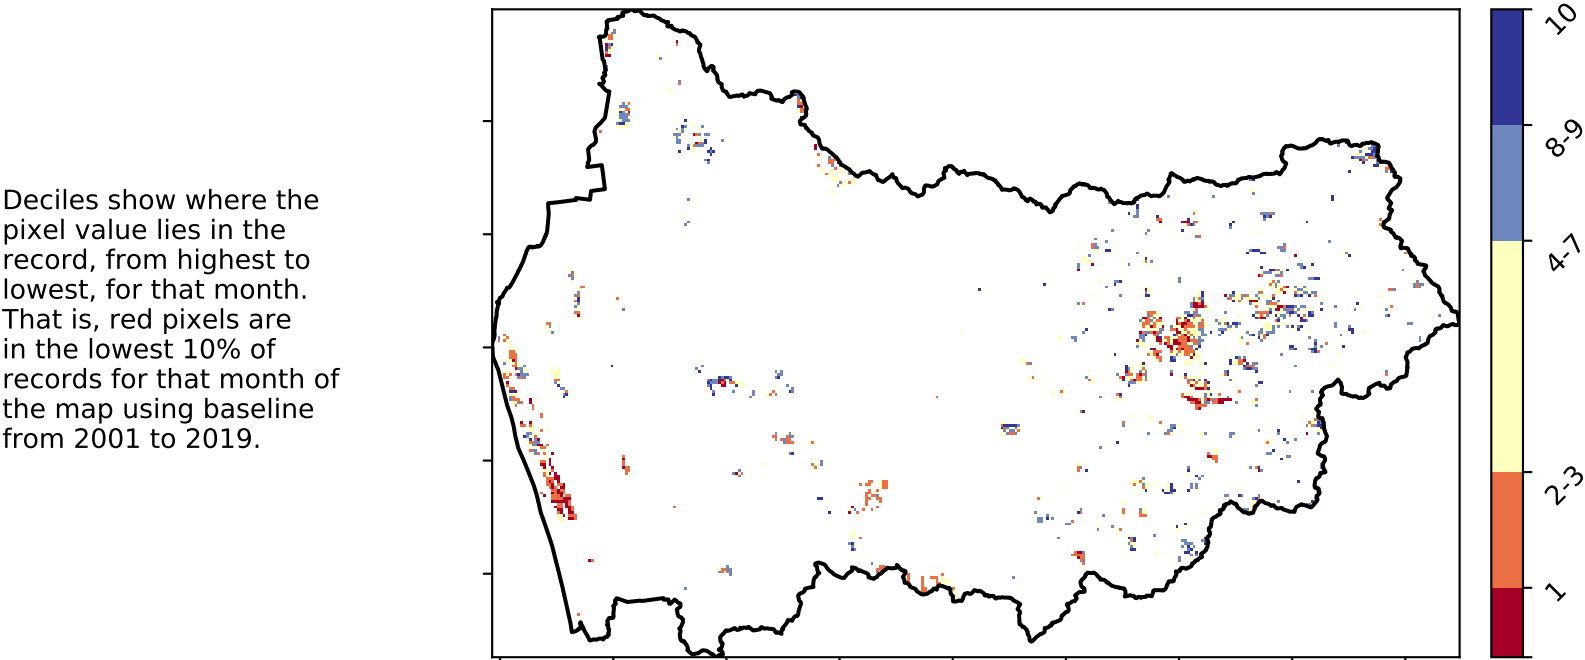 Deciles show where the
pixel value lies in the
record, from highest to
lowest, for that month.
That is, red pixels are
in the lowest 10% of
records for that month of
the map using baseline
from 2001 to 2019.
10
8-9
4-7
2-3
1